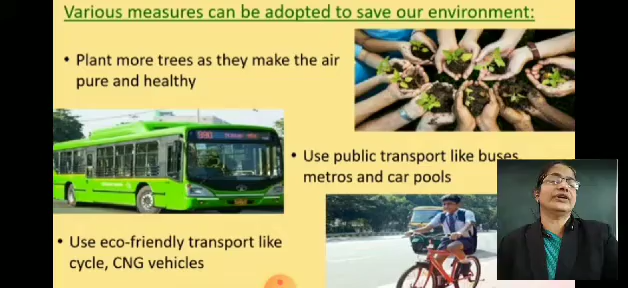 Various measures can be adopted to save our environment:
• Plant more trees as they make the air
pure and healthy
• Use public transport like buses,
metros and car pools
• Use eco-friendly transport like
cycle, CNG vehicles